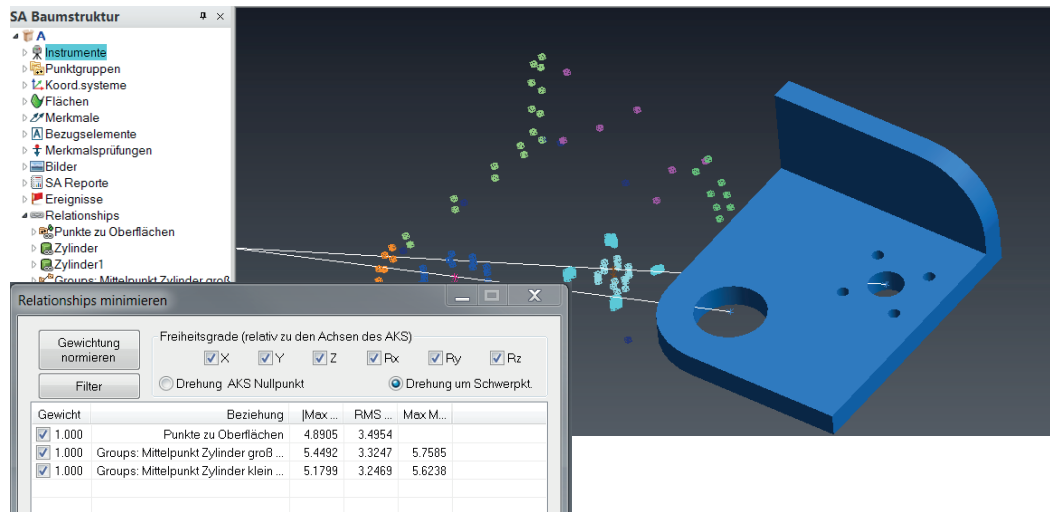 SA Baumstruktur
A
Instrumente
Punktgruppen
Koord.systeme
Flächen
Merkmale
Bezugselemente
Merkmalsprüfungen
Bilder
SA Reporte
Ereignisse
Relationships
Punkte zu Oberflächen
Zylinder
Zylinder1
Groups: Mittelpunkt Zylinder groß
Relationships minimieren
Gewichtung normieren
Freiheitsgrade (relativ zu den Achsen des AKS)
X Y Z Rx Ry Rz
Filter
Drehung AKS Nullpunkt Drehung um Schwerpkt.
Gewicht Beziehung |Max ... RMS ... Max M...
1.000 Punkte zu Oberflächen 4.8905 3.4954
1.000 Groups: Mittelpunkt Zylinder groß ... 5.4492 3.3247 5.7585
1.000 Groups: Mittelpunkt Zylinder klein ... 5.1799 3.2469 5.6238